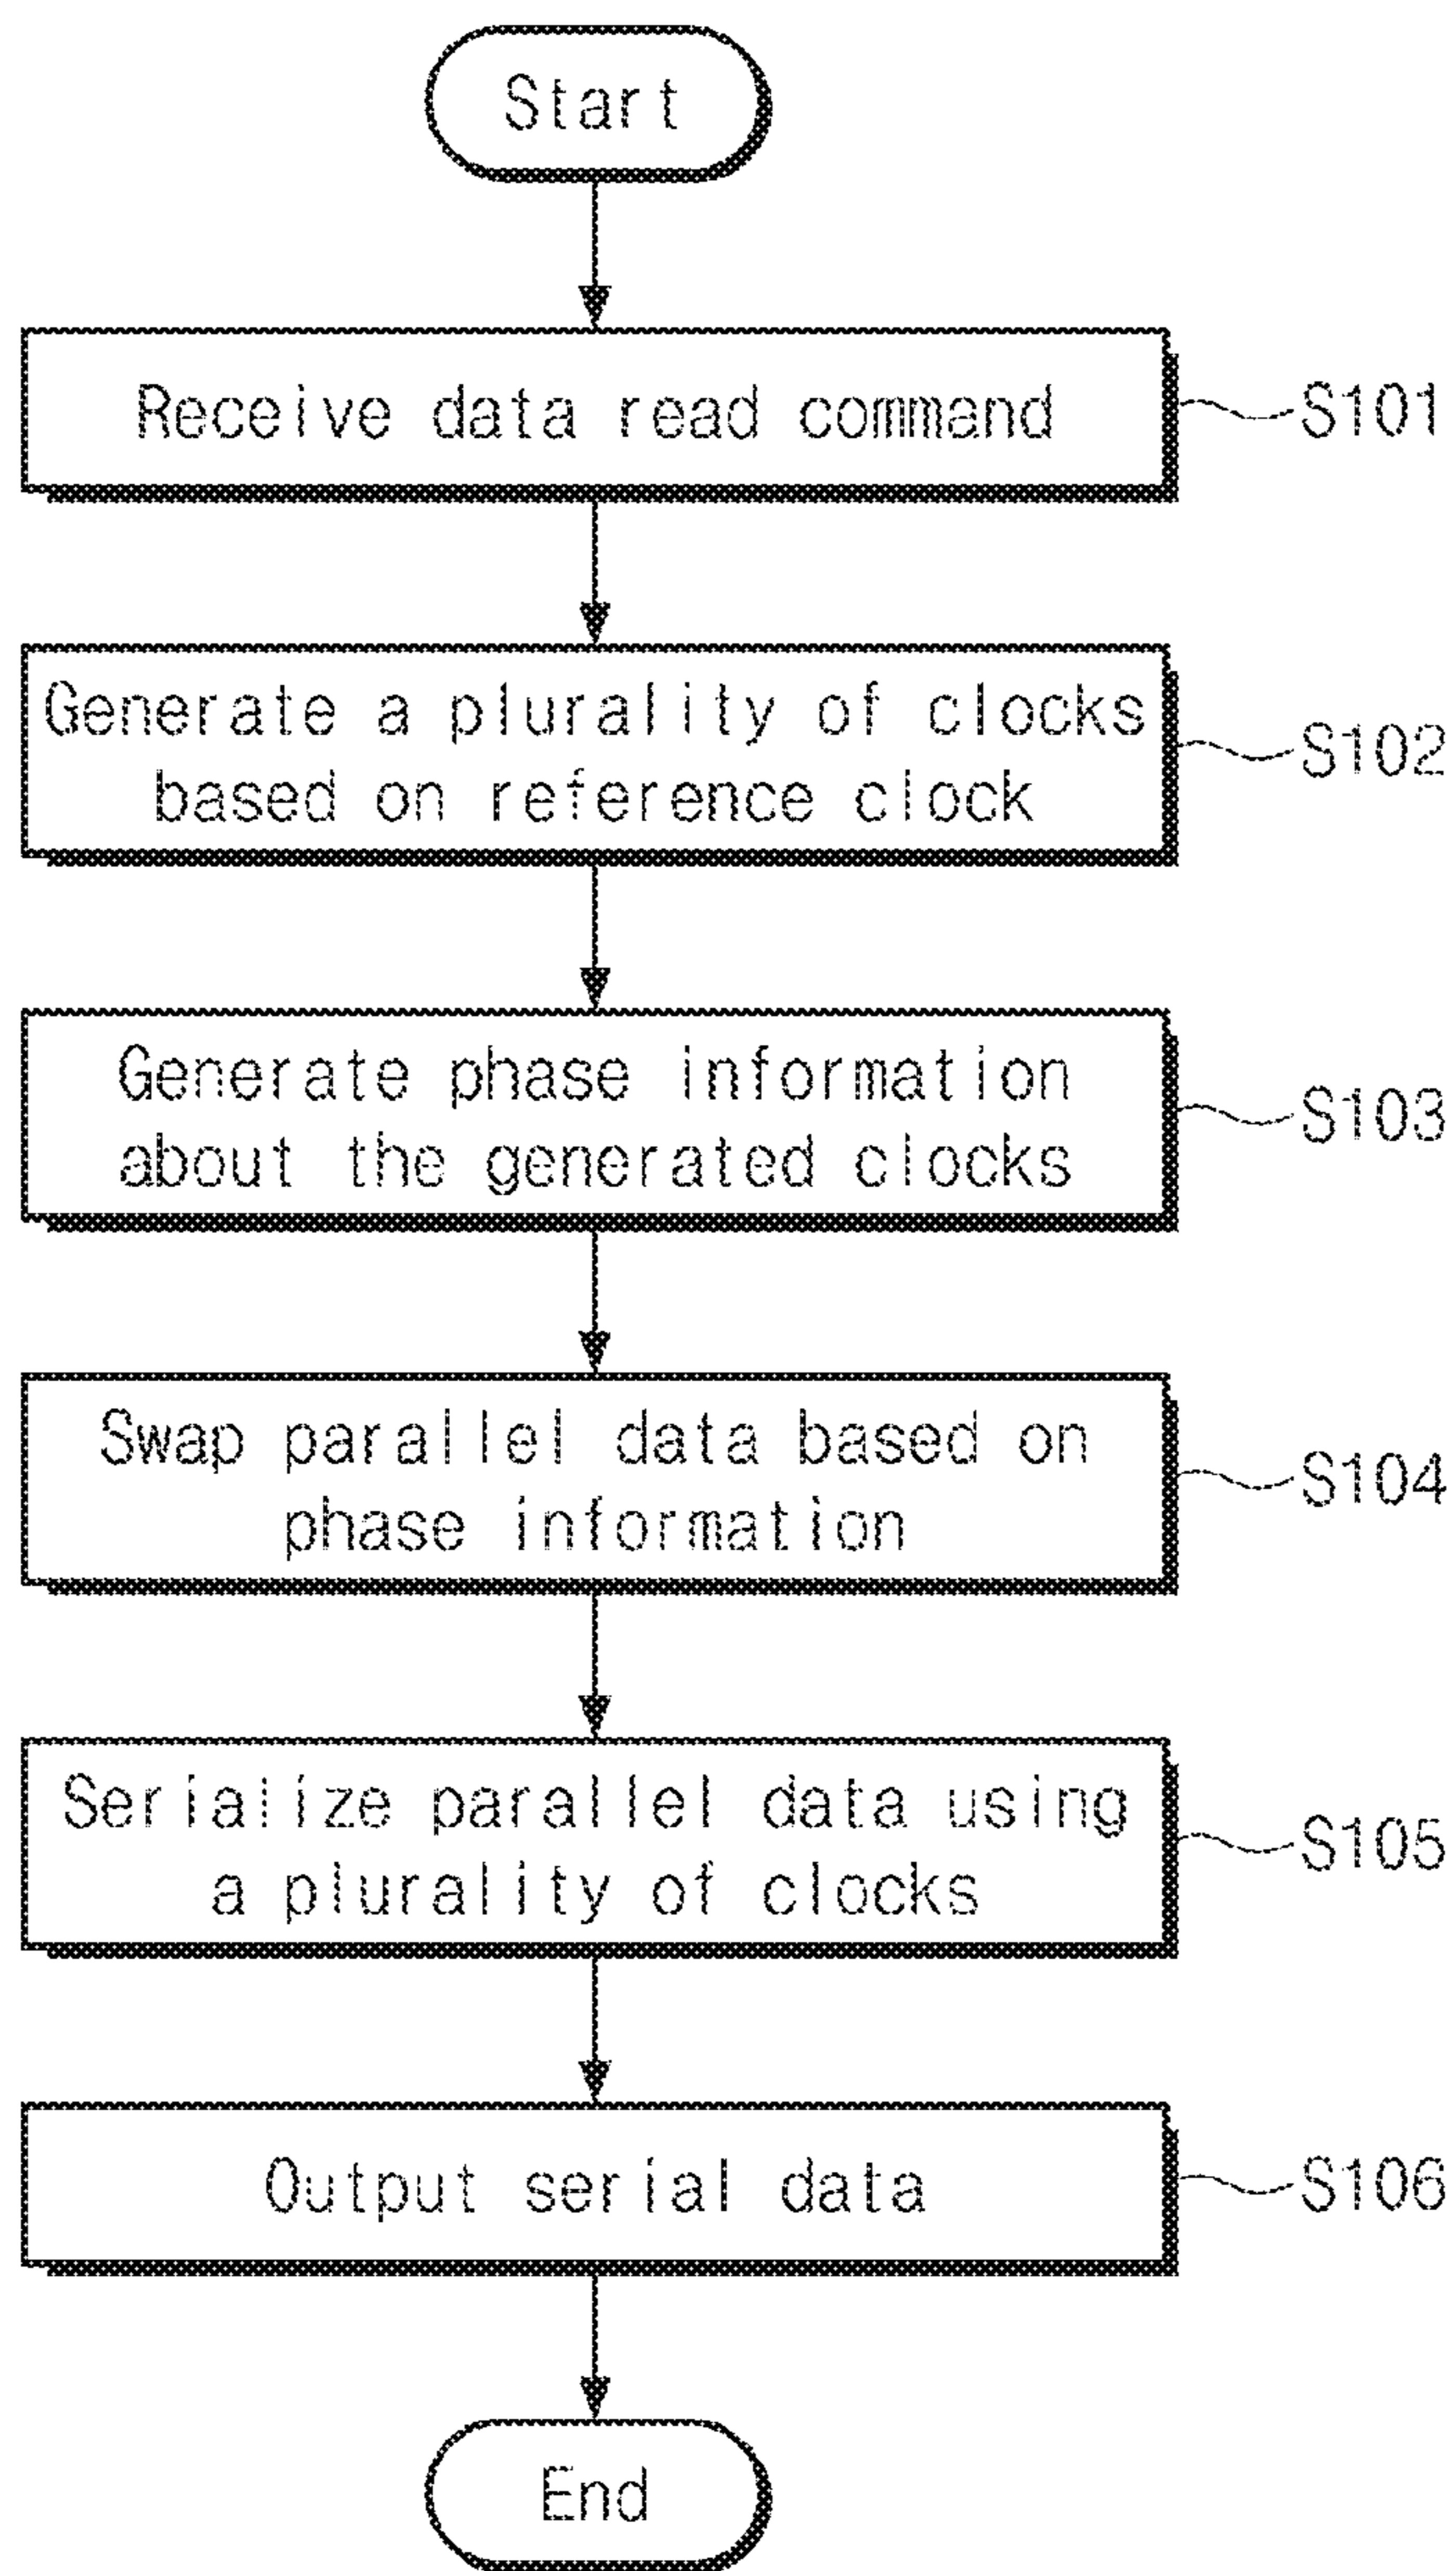 Start
Receive data read command
S101
Generate a plurality of clocks
based on reference clock
S102
Generate phase information
about the generated clocks
S103
Swap parallel data based on
phase information
S104
Serialize parallel data using
a plurality of clocks
S105
Output serial data
S106
End